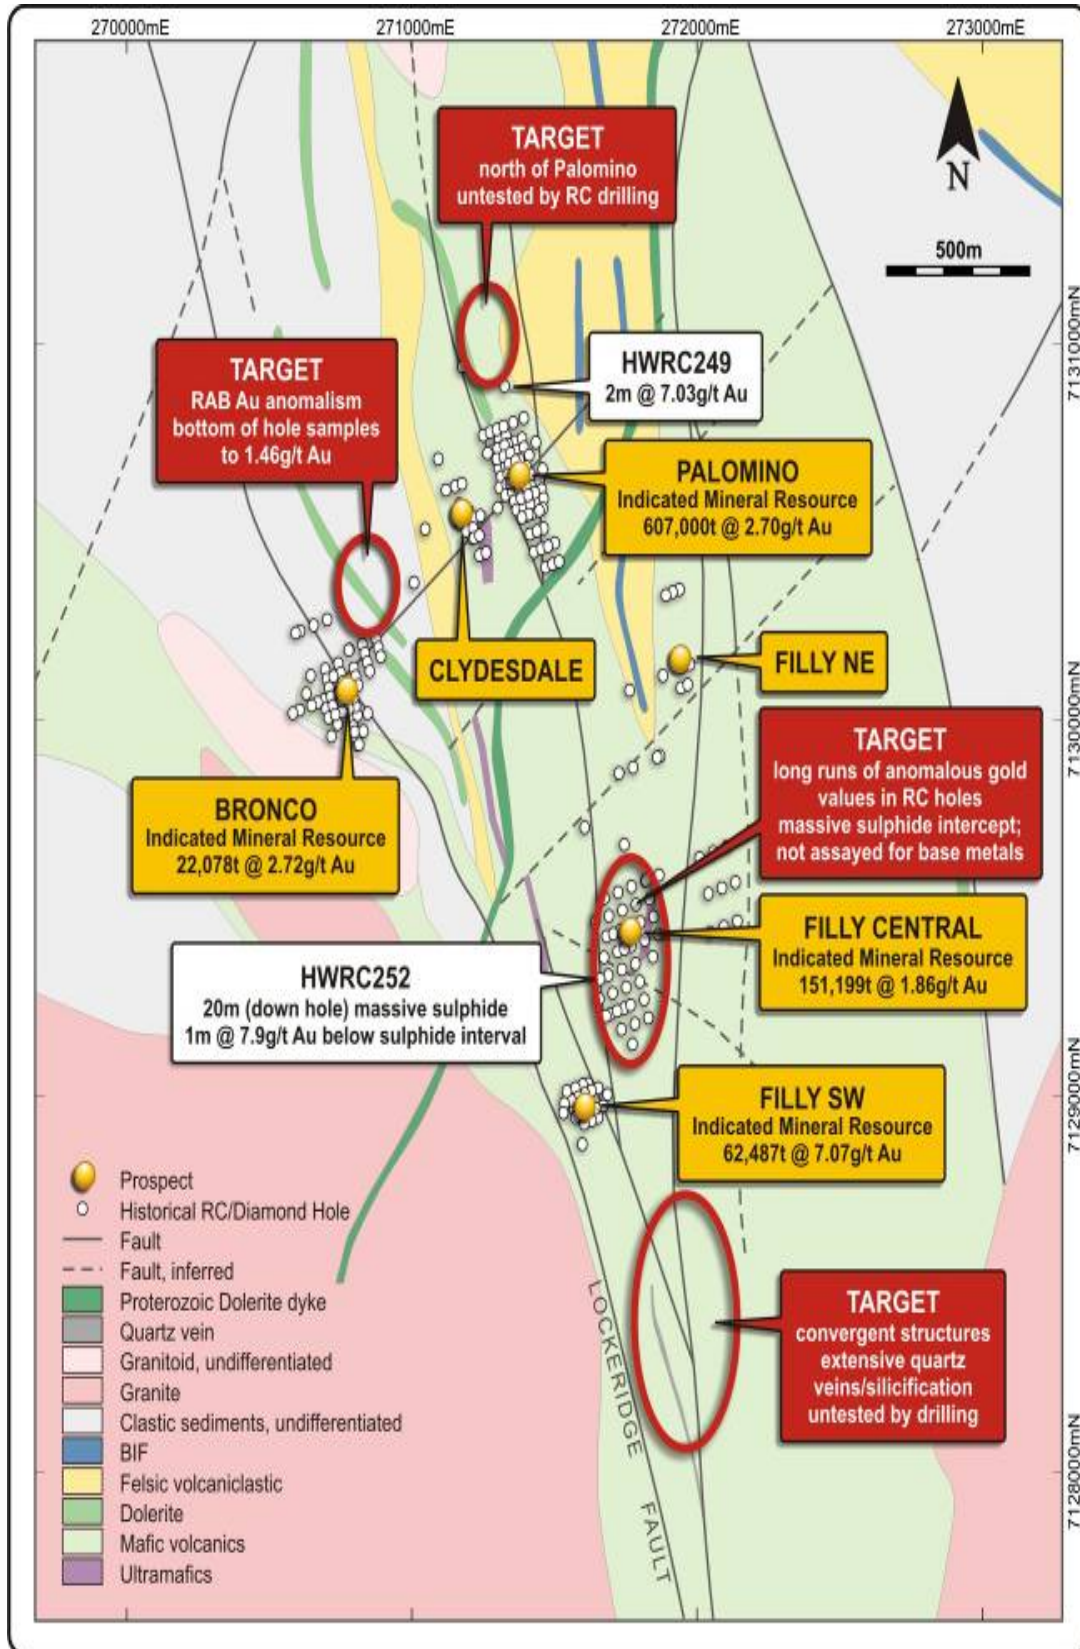 270000mE
271000mE
272000mE
273000mE
TARGET
north of Palomino
untested by RC drilling
N
500m
7131000mN
HWRC249
2m @ 7.03g/t Au
TARGET
RAB Au anomalism
bottom of hole samples
to 1.46g/t Au
PALOMINO
Indicated Mineral Resource
607,000t @ 2.70g/t Au
CLYDESDALE
FILLY NE
7130000mN
TARGET
long runs of anomalous gold
values in RC holes
massive sulphide intercept;
not assayed for base metals
BRONCO
Indicated Mineral Resource
22,078t @ 2.72g/t Au
FILLY CENTRAL
Indicated Mineral Resource
151,199t @ 1.86g/t Au
HWRC252
20m (down hole) massive sulphide
1m @ 7.9g/t Au below sulphide interval
7129000mN
FILLY SW
Indicated Mineral Resource
62,487t @ 7.07g/t Au
TARGET
convergent structures
extensive quartz
veins/silicification
untested by drilling
LOCKERIDGE FAULT
7128000mN
Prospect
Historical RC/Diamond Hole
Fault
Fault, inferred
Proterozoic Dolerite dyke
Quartz vein
Granitoid, undifferentiated
Granite
Clastic sediments, undifferentiated
BIF
Felsic volcaniclastic
Dolerite
Mafic volcanics
Ultramafics